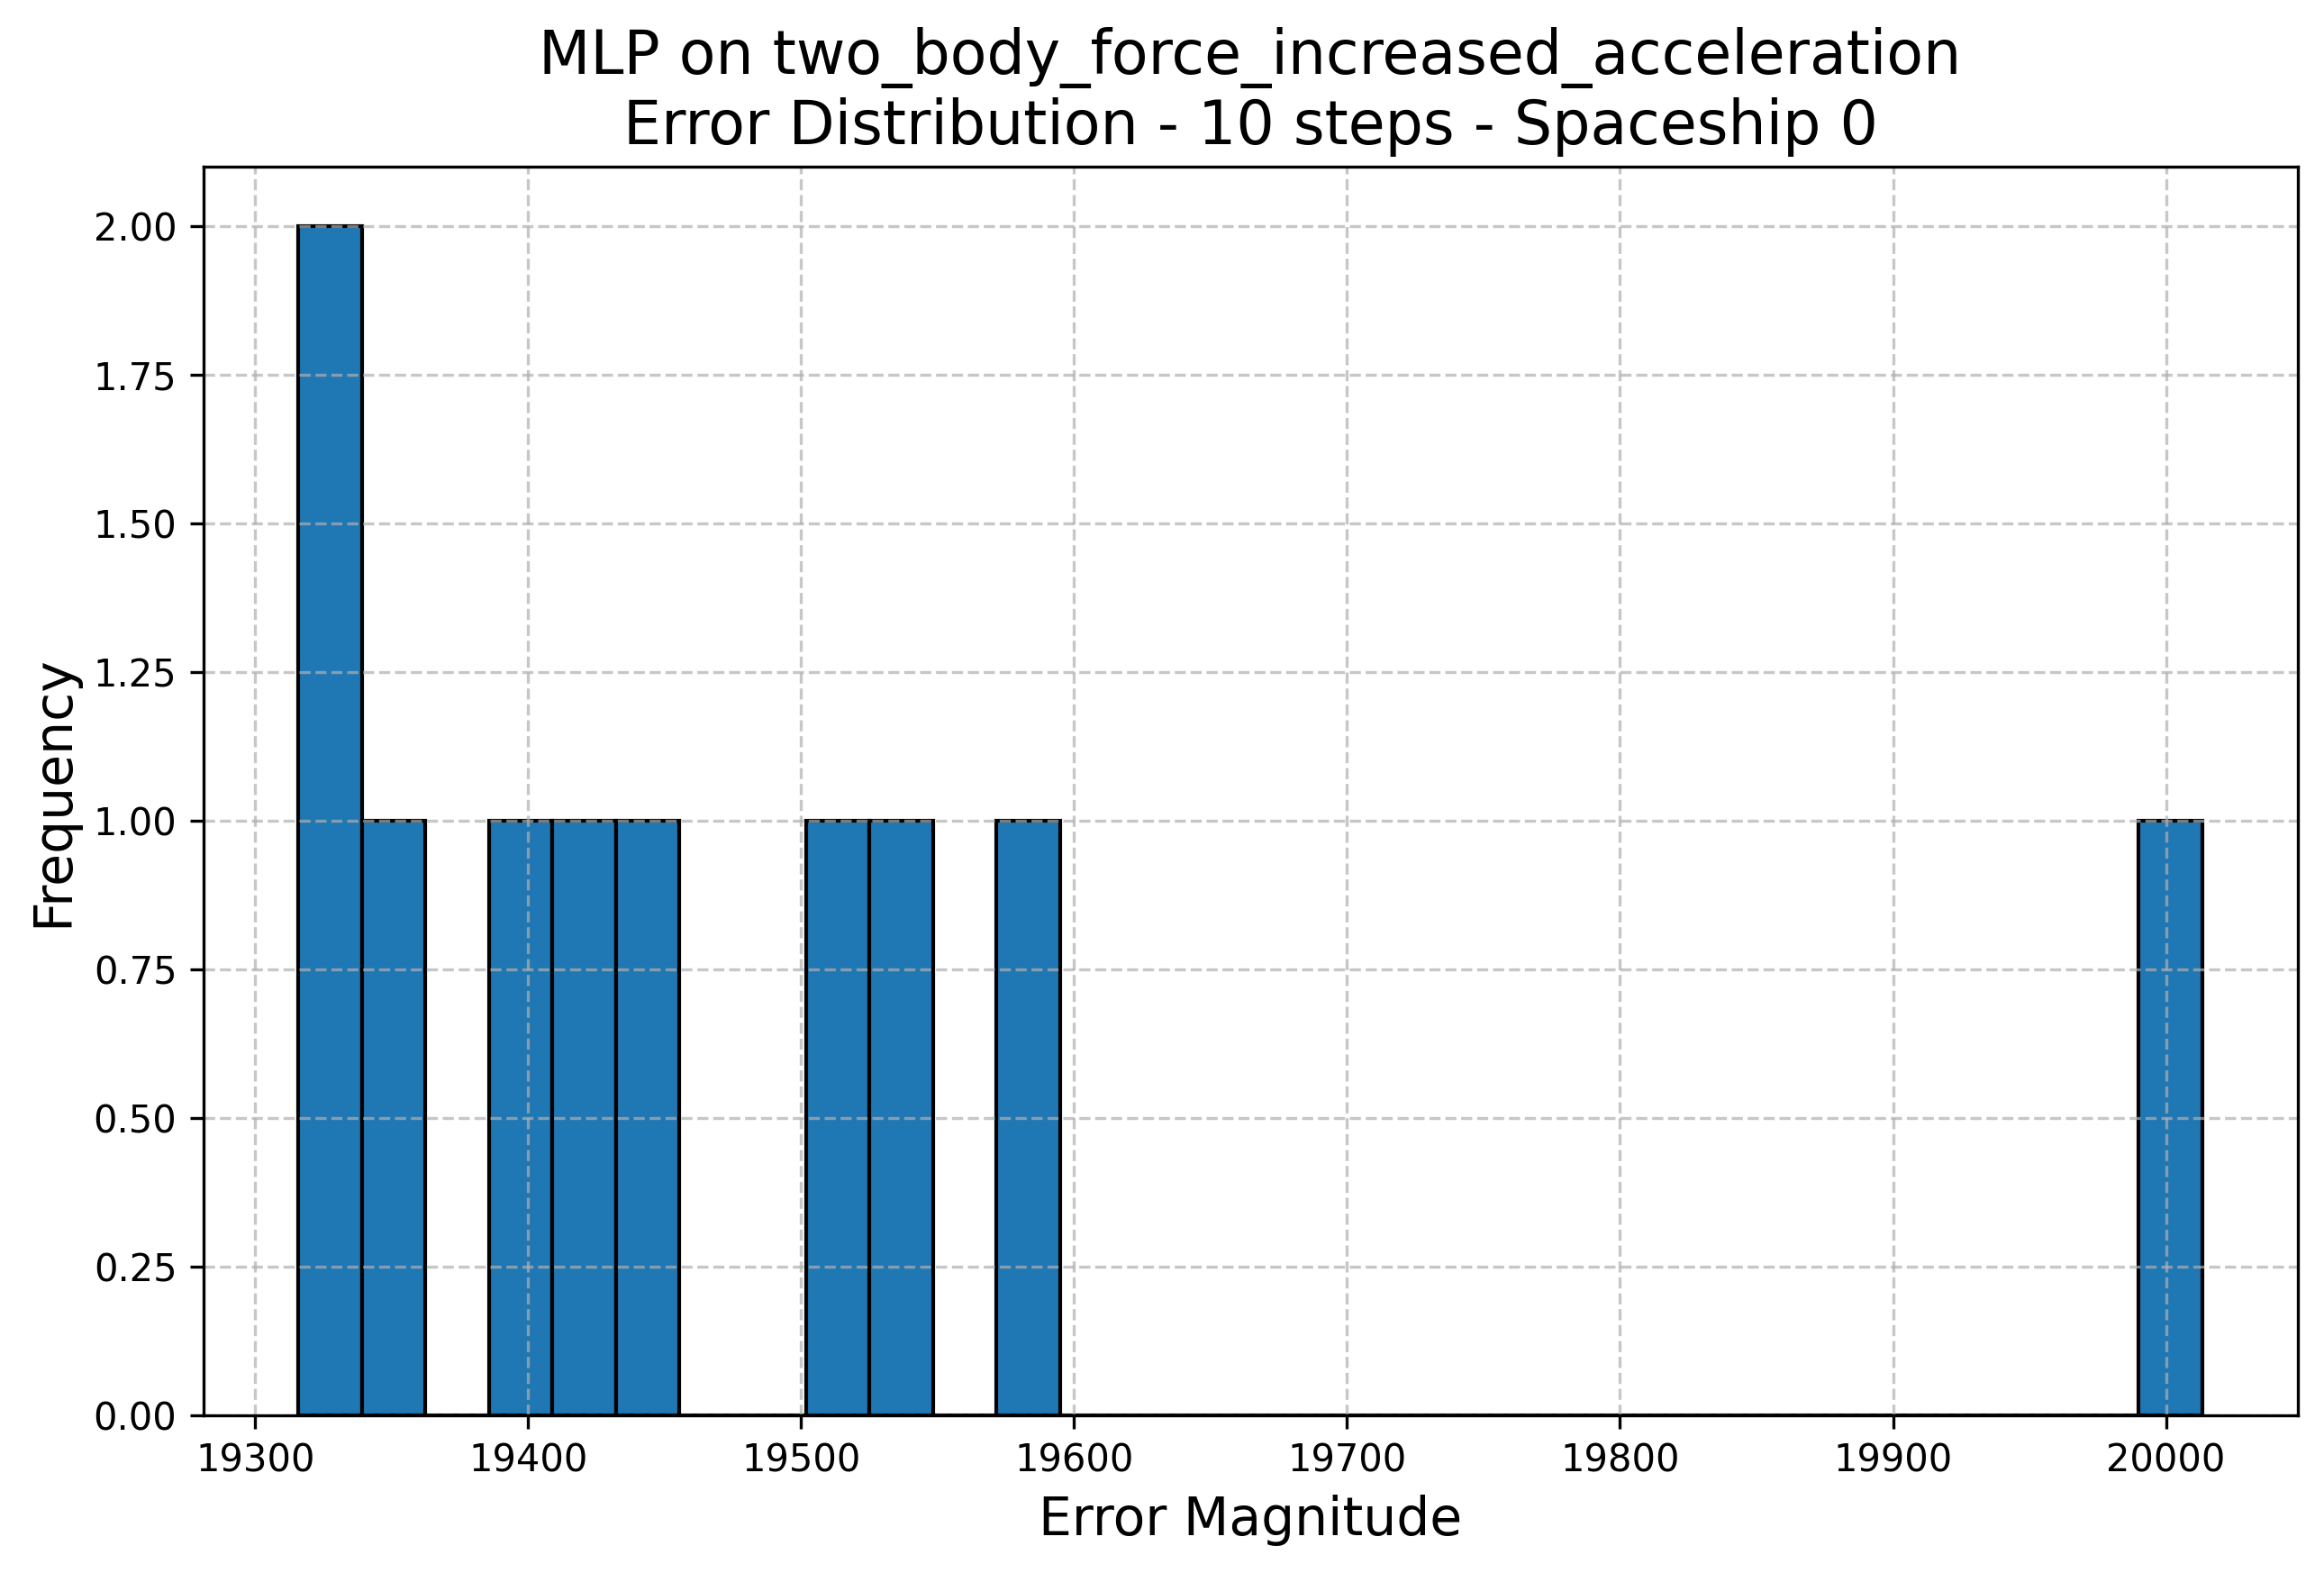 MLP on two_body_force_increased_acceleration
Error Distribution - 10 steps - Spaceship 0
Frequency
2.00
1.75
1.50
1.25
1.00
0.75
0.50
0.25
0.00
19300 19400 19500 19600 19700 19800 19900 20000
Error Magnitude